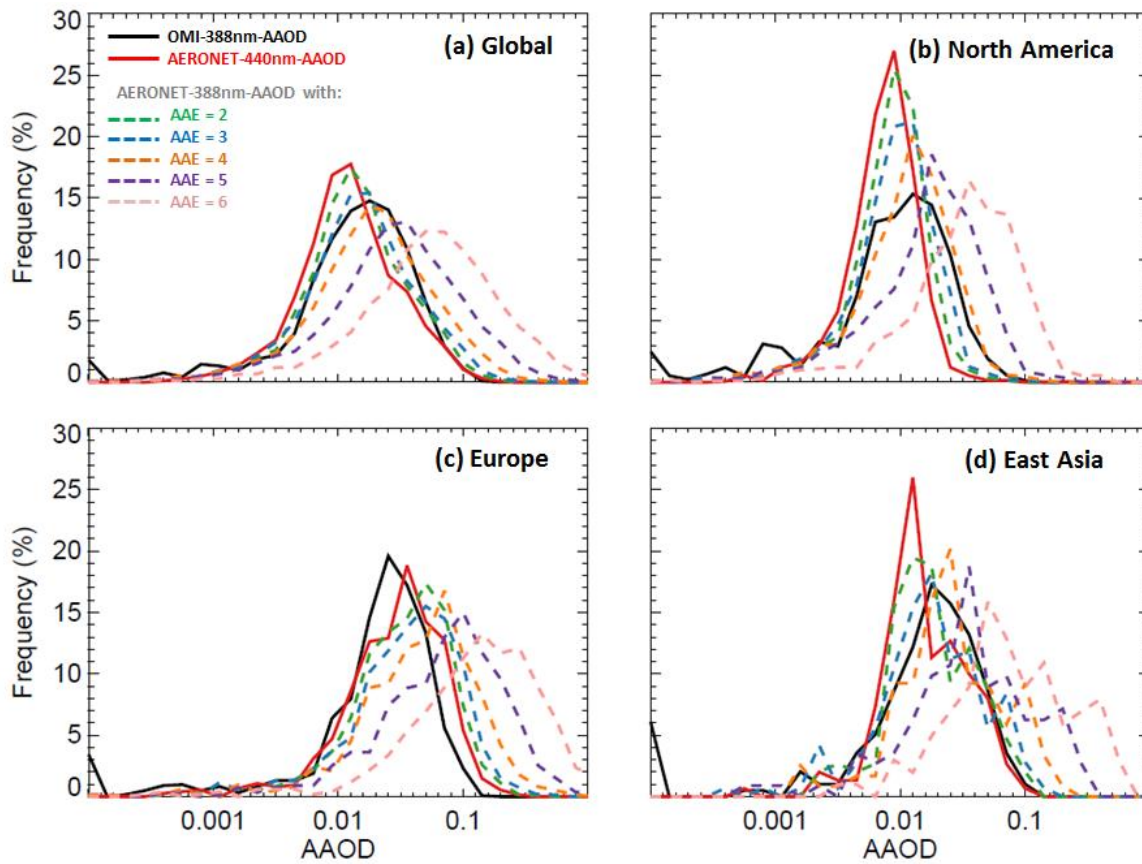 30
25
20
15
10
5
0
Frequency (%)
OMI-388nm-AAOD
AERONET-440nm-AAOD
AERONET-388nm-AAOD with:
AAE = 2
AAE = 3
AAE = 4
AAE = 5
AAE = 6
(a) Global
(b) North America
30
25
20
15
10
5
0
Frequency (%)
(c) Europe
(d) East Asia
0.001 0.01 0.1
AAOD
0.001 0.01 0.1
AAOD